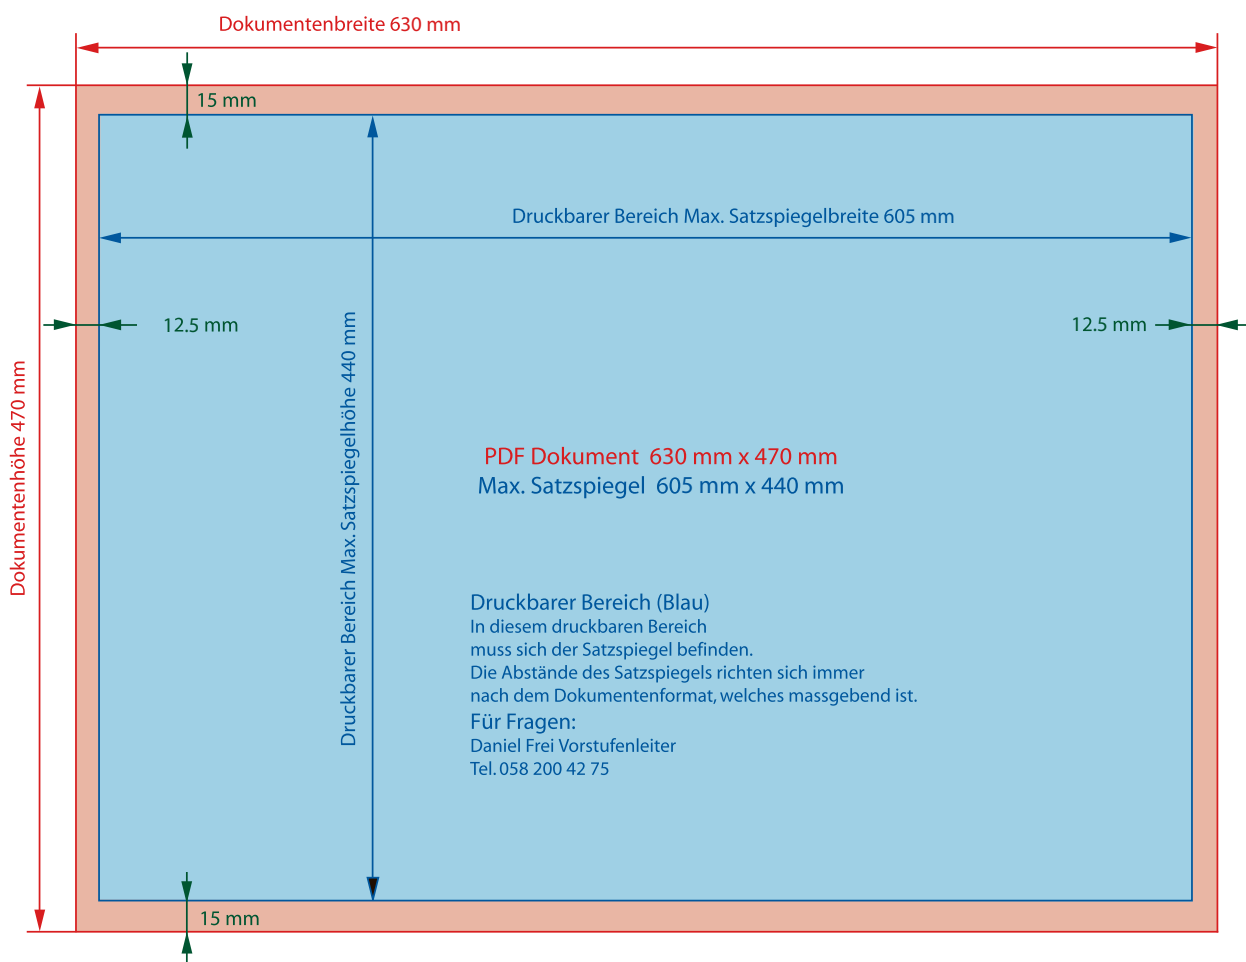 Dokumentenbreite 630 mm
15 mm
Druckbarer Bereich Max. Satzspiegelbreite 605 mm
12.5 mm
12.5 mm
Druckbarer Bereich Max. Satzspiegelhöhe 440 mm
Dokumentenhöhe 470 mm
PDF Dokument 630 mm x 470 mm
Max. Satzspiegel 605 mm x 440 mm
Druckbarer Bereich (Blau)
In diesem druckbaren Bereich
muss sich der Satzspiegel befinden.
Die Abstände des Satzspiegels richten sich immer
nach dem Dokumentenformat, welches massgebend ist.
Für Fragen:
Daniel Frei Vorstufenleiter
Tel. 058 200 42 75
15 mm